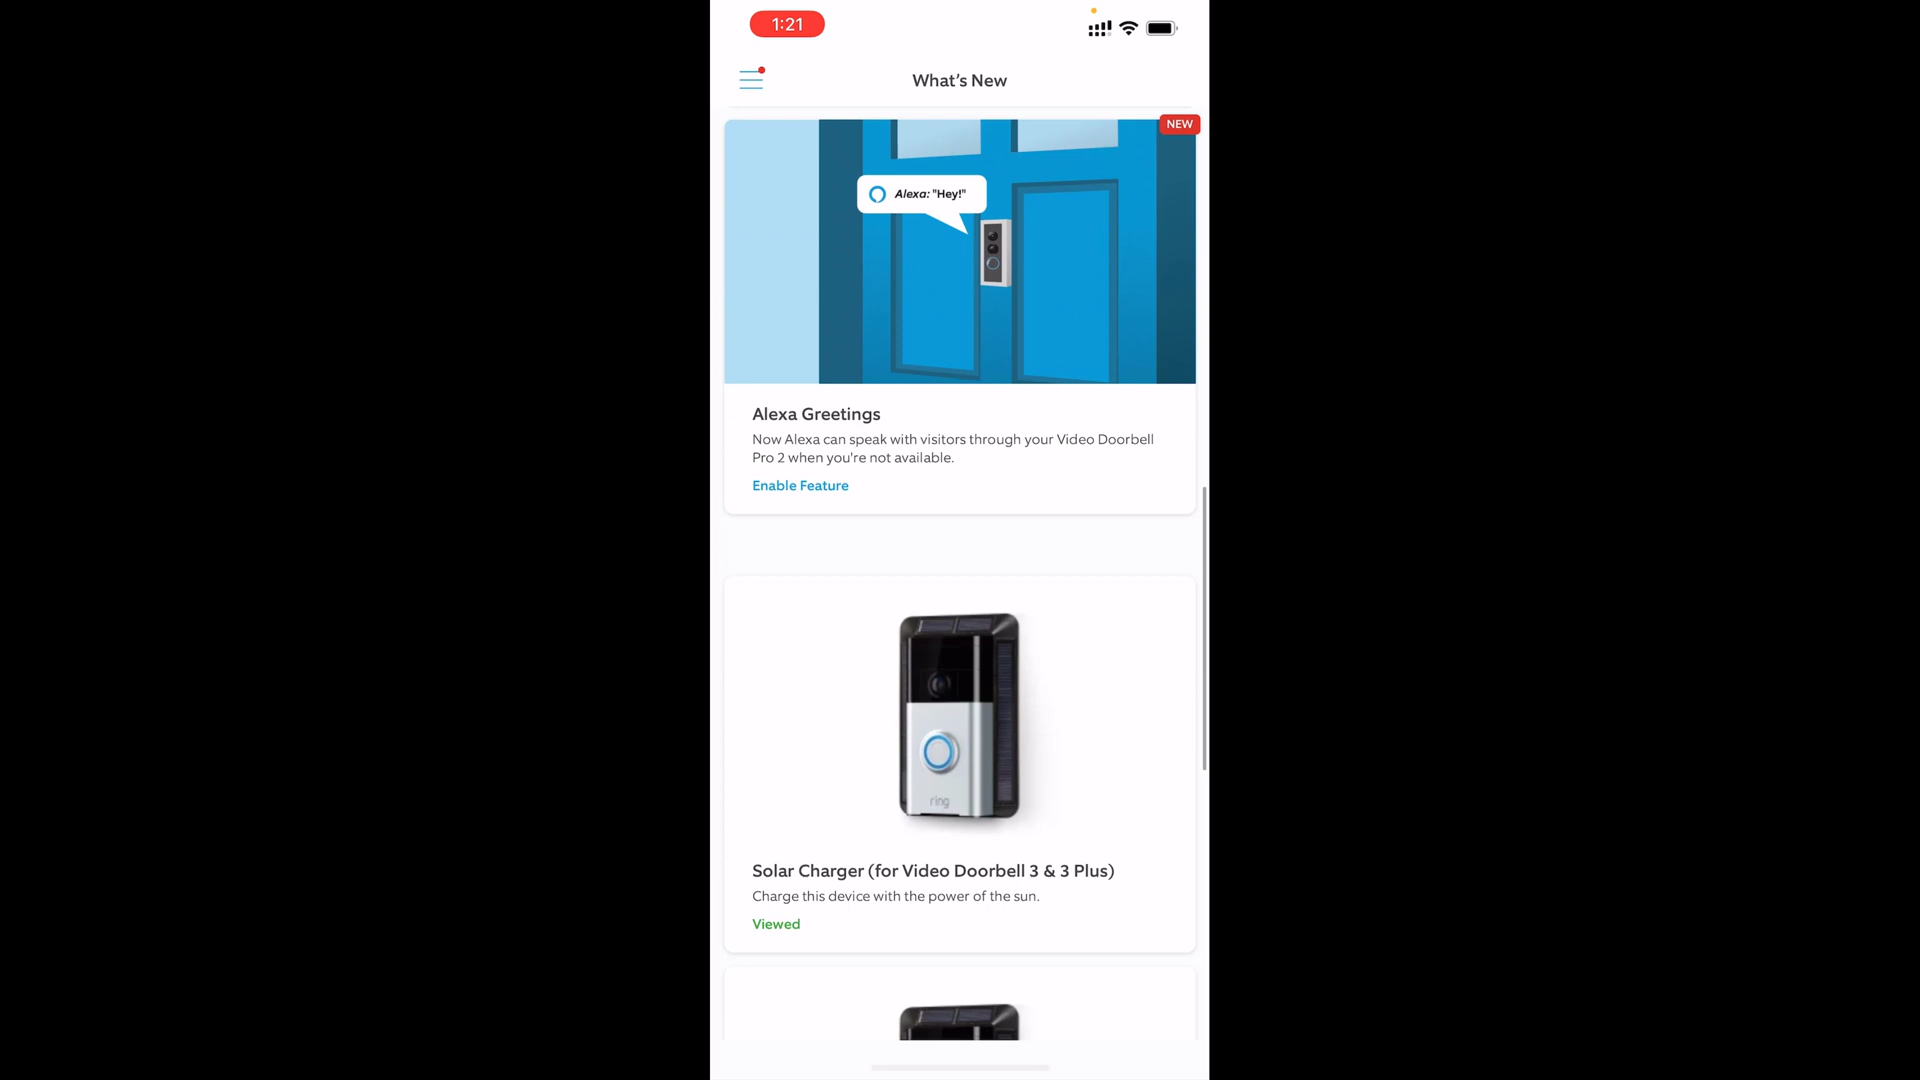 1:21
What's New
NEW
Alexa: "Hey!"
Alexa Greetings
Now Alexa can speak with visitors through your Video Doorbell
Pro 2 when you're not available.
Enable Feature
ring
Solar Charger (for Video Doorbell 3 & 3 Plus)
Charge this device with the power of the sun.
Viewed